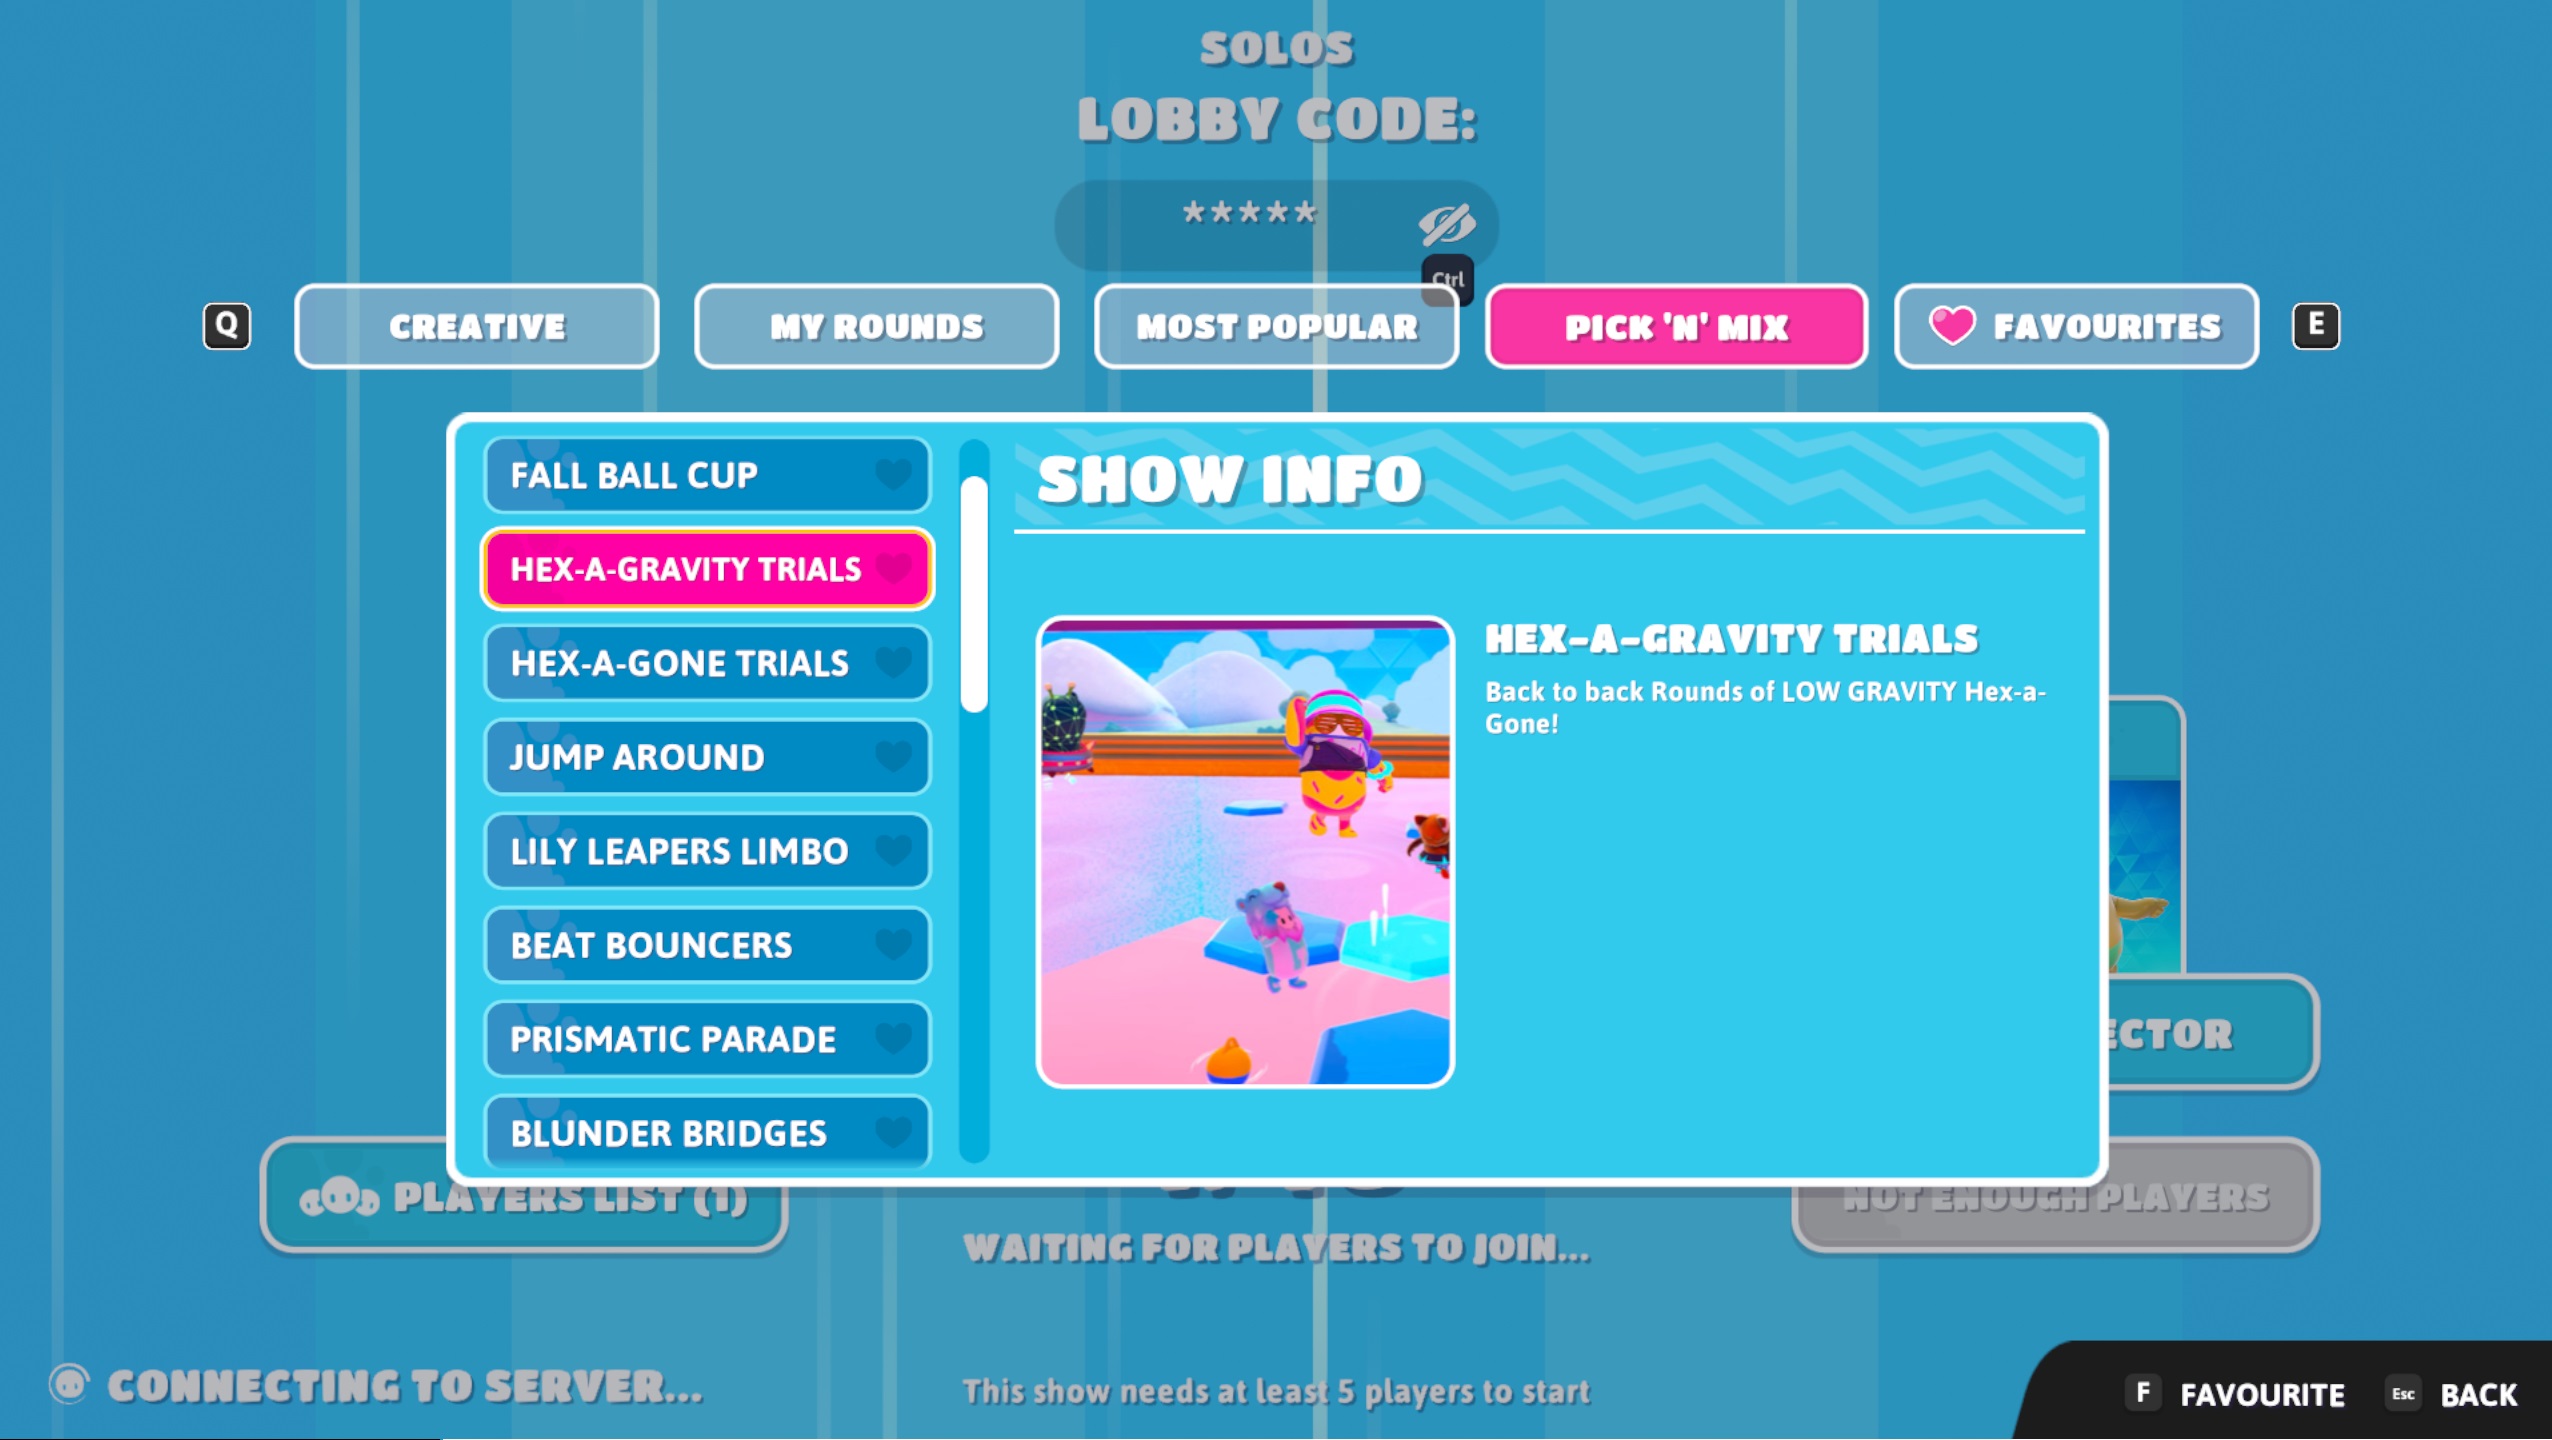 SOLOS
LOBBY CODE:
*****
Ctrl
Q
CREATIVE
MY ROUNDS
MOST POPULAR
PICK 'N' MIX
FAVOURITES
E
FALL BALL CUP
HEX-A-GRAVITY TRIALS
HEX-A-GONE TRIALS
JUMP AROUND
LILY LEAPERS LIMBO
BEAT BOUNCERS
PRISMATIC PARADE
BLUNDER BRIDGES
SHOW INFO
HEX-A-GRAVITY TRIALS
Back to back Rounds of LOW GRAVITY Hex-a-
Gone!
ECTOR
PLAYERS LIST (1)
NOT ENOUGH PLAYERS
WAITING FOR PLAYERS TO JOIN...
CONNECTING TO SERVER...
This show needs at least 5 players to start
F FAVOURITE
Esc BACK